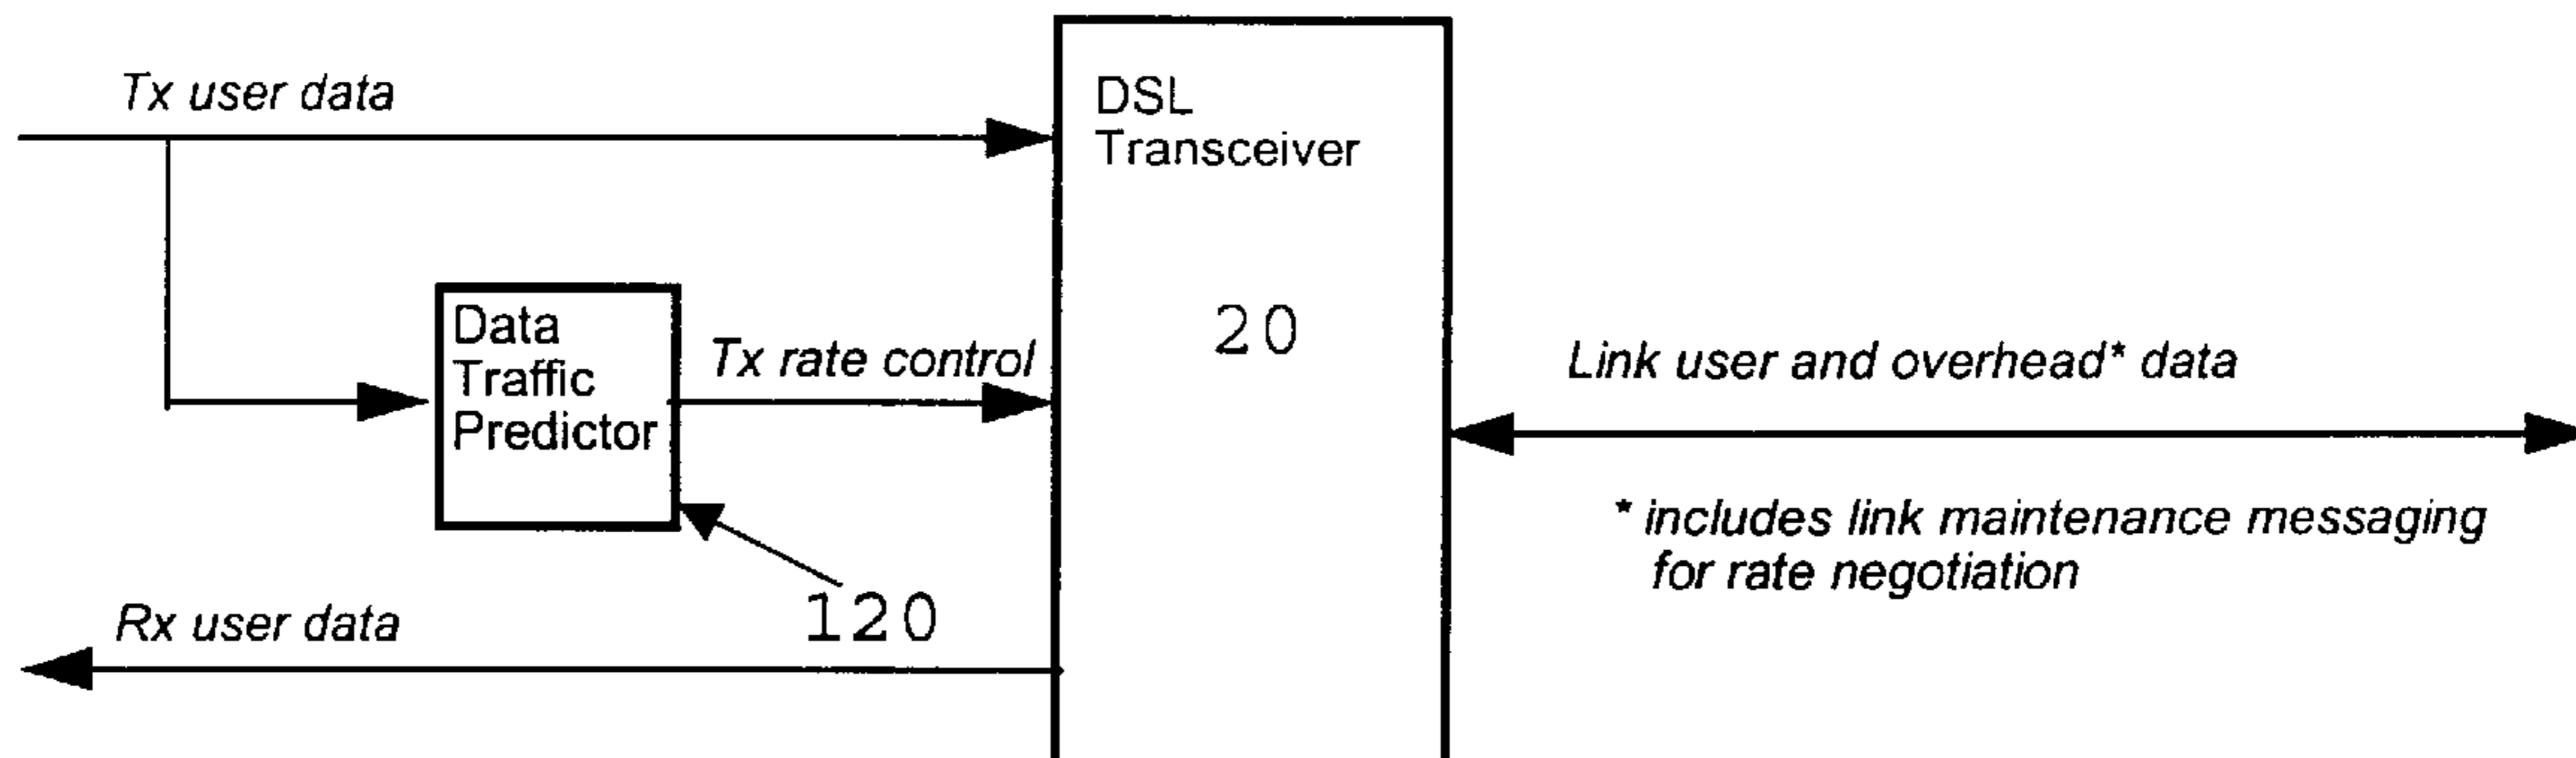 Tx user data
DSL
Transceiver
20
Data
Traffic
Predictor
Tx rate control
Link user and overhead* data
* includes link maintenance messaging
for rate negotiation
120
Rx user data